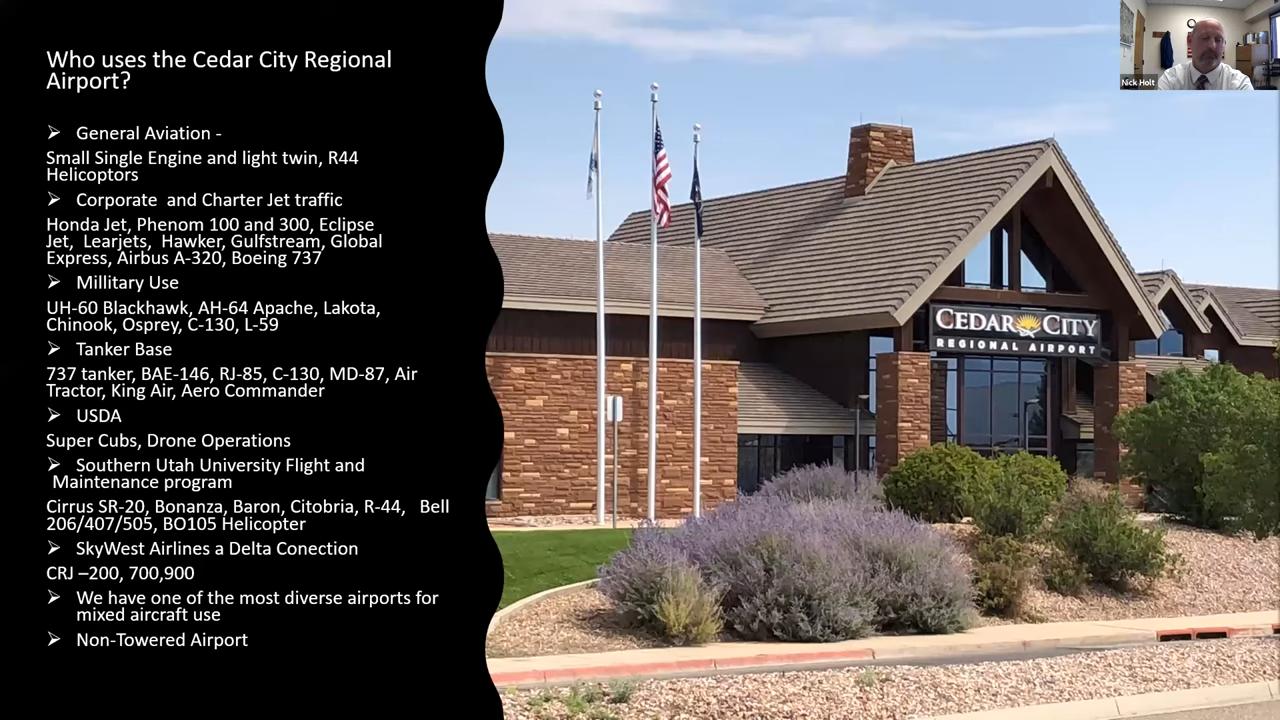 Who uses the Cedar City Regional
Airport?
➢ General Aviation -
Small Single Engine and light twin, R44
Helicoptors
➢ Corporate and Charter Jet traffic
Honda Jet, Phenom 100 and 300, Eclipse
Jet, Learjets, Hawker, Gulfstream, Global
Express, Airbus A-320, Boeing 737
➢ Millitary Use
UH-60 Blackhawk, AH-64 Apache, Lakota,
Chinook, Osprey, C-130, L-59
➢ Tanker Base
737 tanker, BAE-146, RJ-85, C-130, MD-87, Air
Tractor, King Air, Aero Commander
➢ USDA
Super Cubs, Drone Operations
➢ Southern Utah University Flight and
Maintenance program
Cirrus SR-20, Bonanza, Baron, Citobria, R-44, Bell
206/407/505, BO105 Helicopter
➢ SkyWest Airlines a Delta Conection
CRJ –200, 700,900
➢ We have one of the most diverse airports for
mixed aircraft use
➢ Non-Towered Airport
CEDAR CITY
REGIONAL AIRPORT
Nick Holt